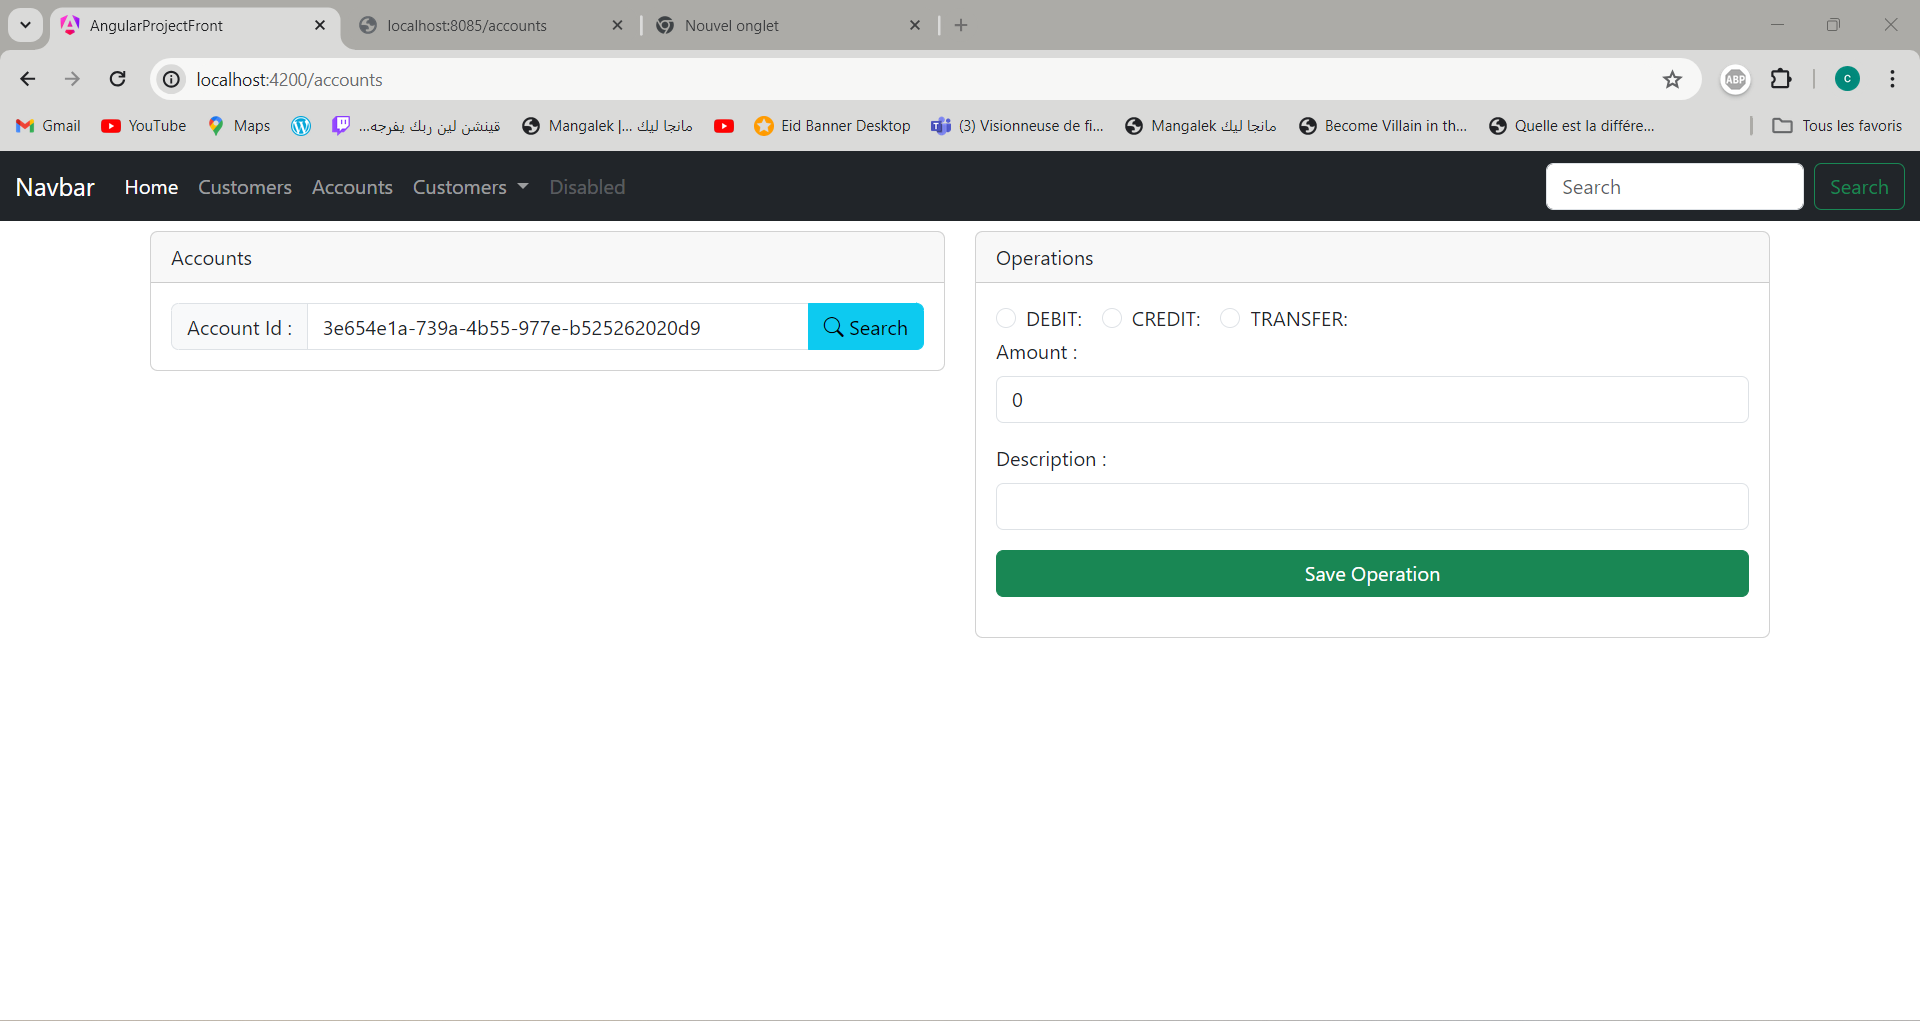 AngularProjectFront
localhost:8085/accounts
Nouvel onglet
localhost:4200/accounts
ABP
C
Gmail
YouTube
Maps
قينشن لين ربك يفرجه...
Mangalek |... مانجا ليك
Eid Banner Desktop
(3) Visionneuse de fi...
Mangalek مانجا ليك
Become Villain in th...
Quelle est la différe...
Tous les favoris
Navbar
Home
Customers
Accounts
Customers
Disabled
Search
Search
Accounts
Account Id :
3e654e1a-739a-4b55-977e-b525262020d9
Search
Operations
DEBIT:
CREDIT:
TRANSFER:
Amount :
0
Description :
Save Operation